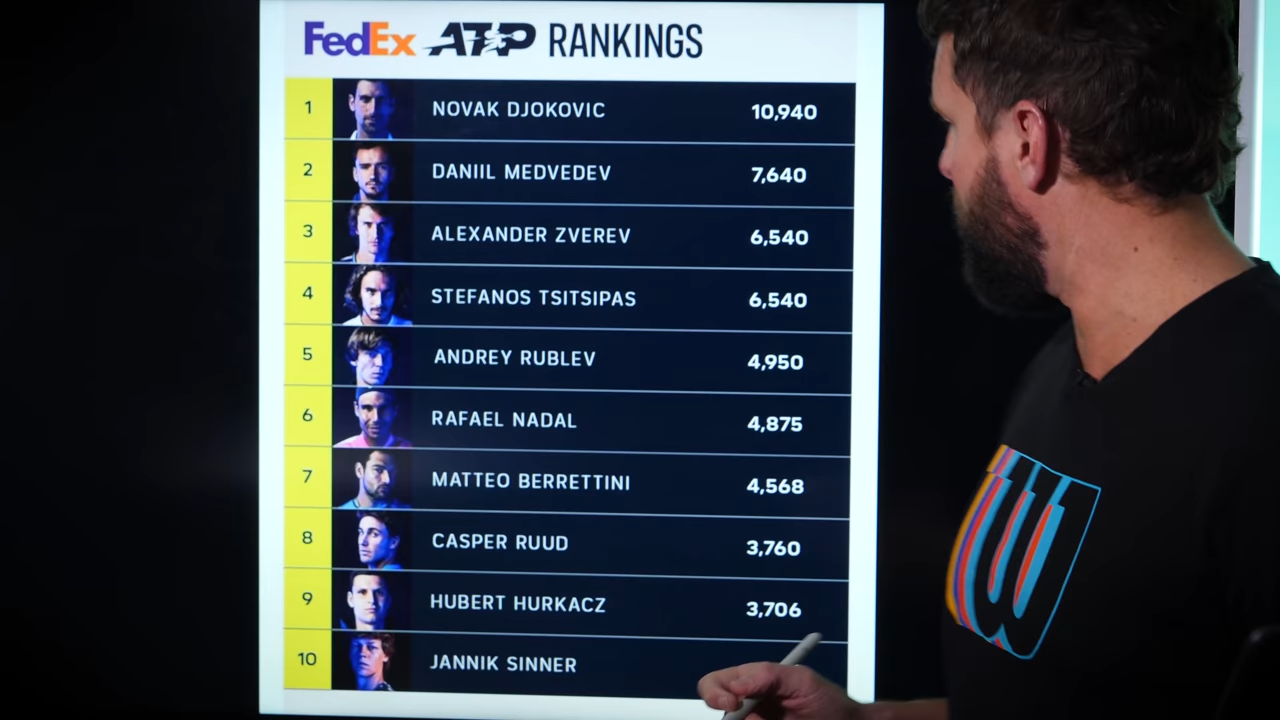 FedEx ATP RANKINGS
1 NOVAK DJOKOVIC 10,940
2 DANIIL MEDVEDEV 7,640
3 ALEXANDER ZVEREV 6,540
4 STEFANOS TSITSIPAS 6,540
5 ANDREY RUBLEV 4,950
6 RAFAEL NADAL 4,875
7 MATTEO BERRETTINI 4,568
8 CASPER RUUD 3,760
9 HUBERT HURKACZ 3,706
10 JANNIK SINNER